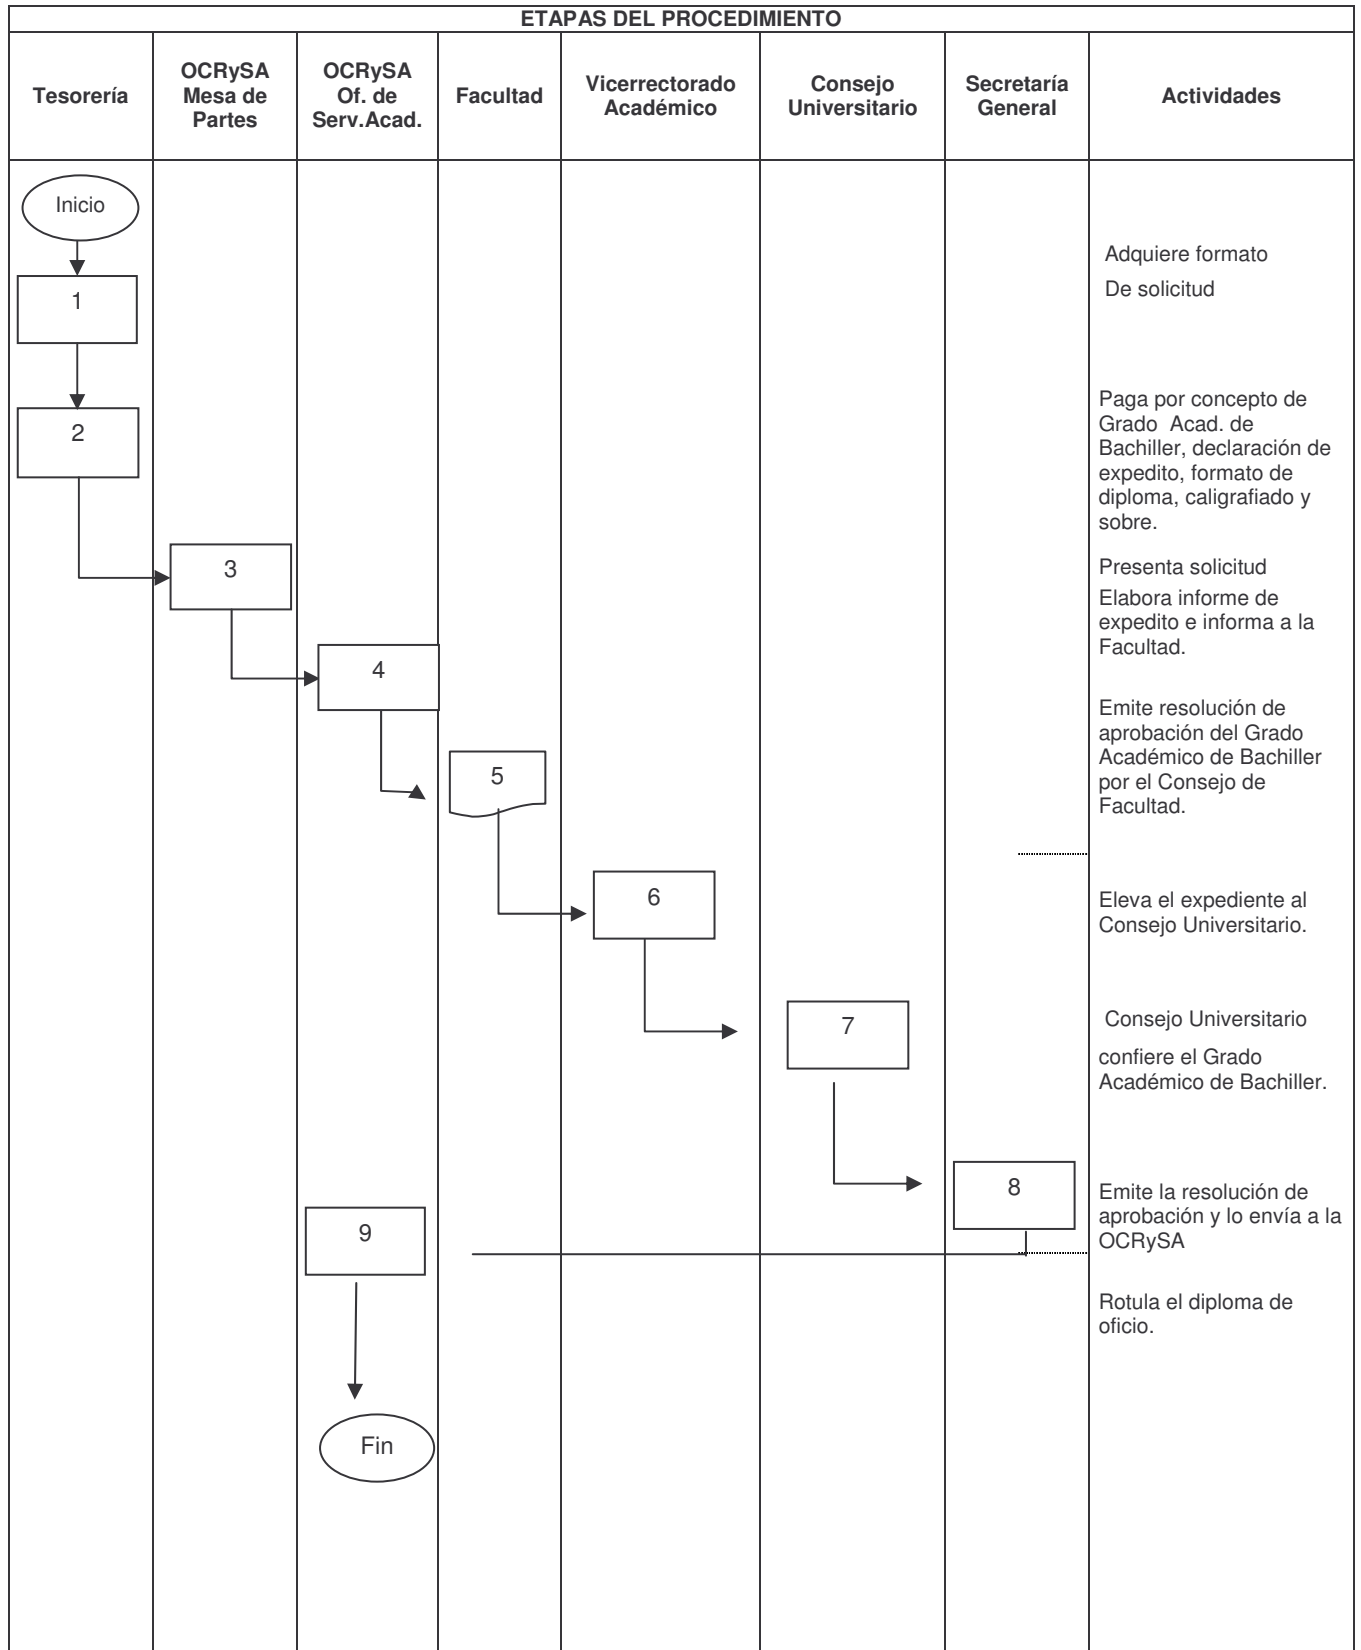 ETAPAS DEL PROCEDIMIENTO
Tesorería
OCRySA
Mesa de
Partes
OCRySA
Of. de
Serv.Acad.
Facultad
Vicerrectorado
Académico
Consejo
Universitario
Secretaría
General
Actividades
Inicio
Adquiere formato
De solicitud
1
2
Paga por concepto de
Grado Acad. de
Bachiller, declaración de
expedito, formato de
diploma, caligrafiado y
sobre.
3
Presenta solicitud
4
Elabora informe de
expedito e informa a la
Facultad.
5
Emite resolución de
aprobación del Grado
Académico de Bachiller
por el Consejo de
Facultad.
6
Eleva el expediente al
Consejo Universitario.
7
Consejo Universitario
confiere el Grado
Académico de Bachiller.
8
Emite la resolución de
aprobación y lo envía a la
OCRySA
9
Rotula el diploma de
oficio.
Fin